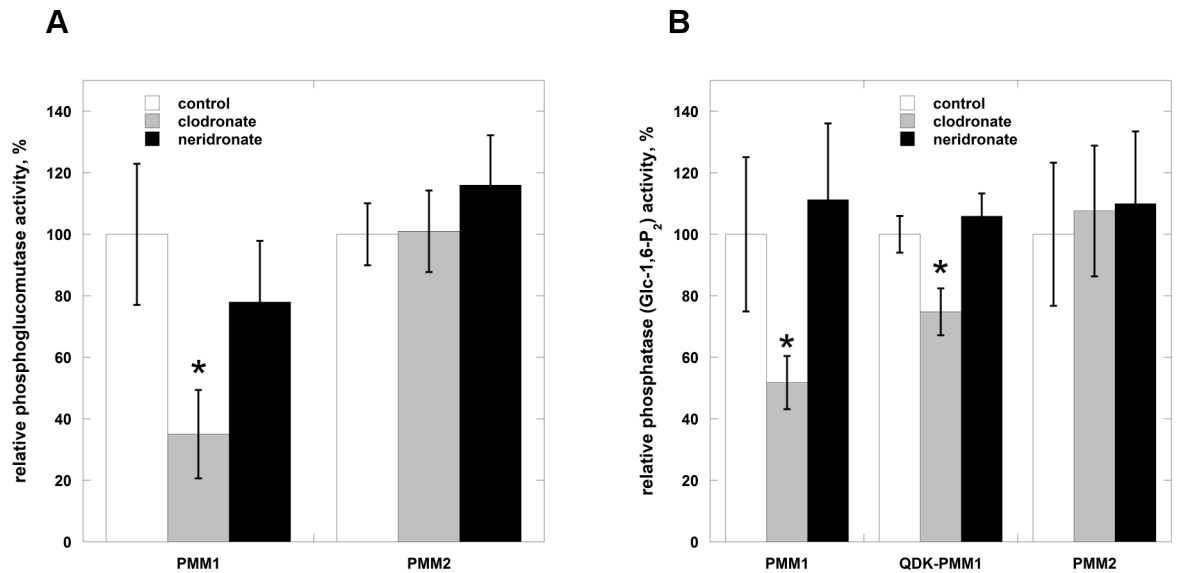 A
relative phosphoglucomutase activity, %
140
120
100
80
60
40
20
0
control
clodronate
neridronate
*
PMM1
PMM2
B
relative phosphatase (Glc-1,6-P2) activity, %
140
120
100
80
60
40
20
0
control
clodronate
neridronate
*
*
PMM1
QDK-PMM1
PMM2